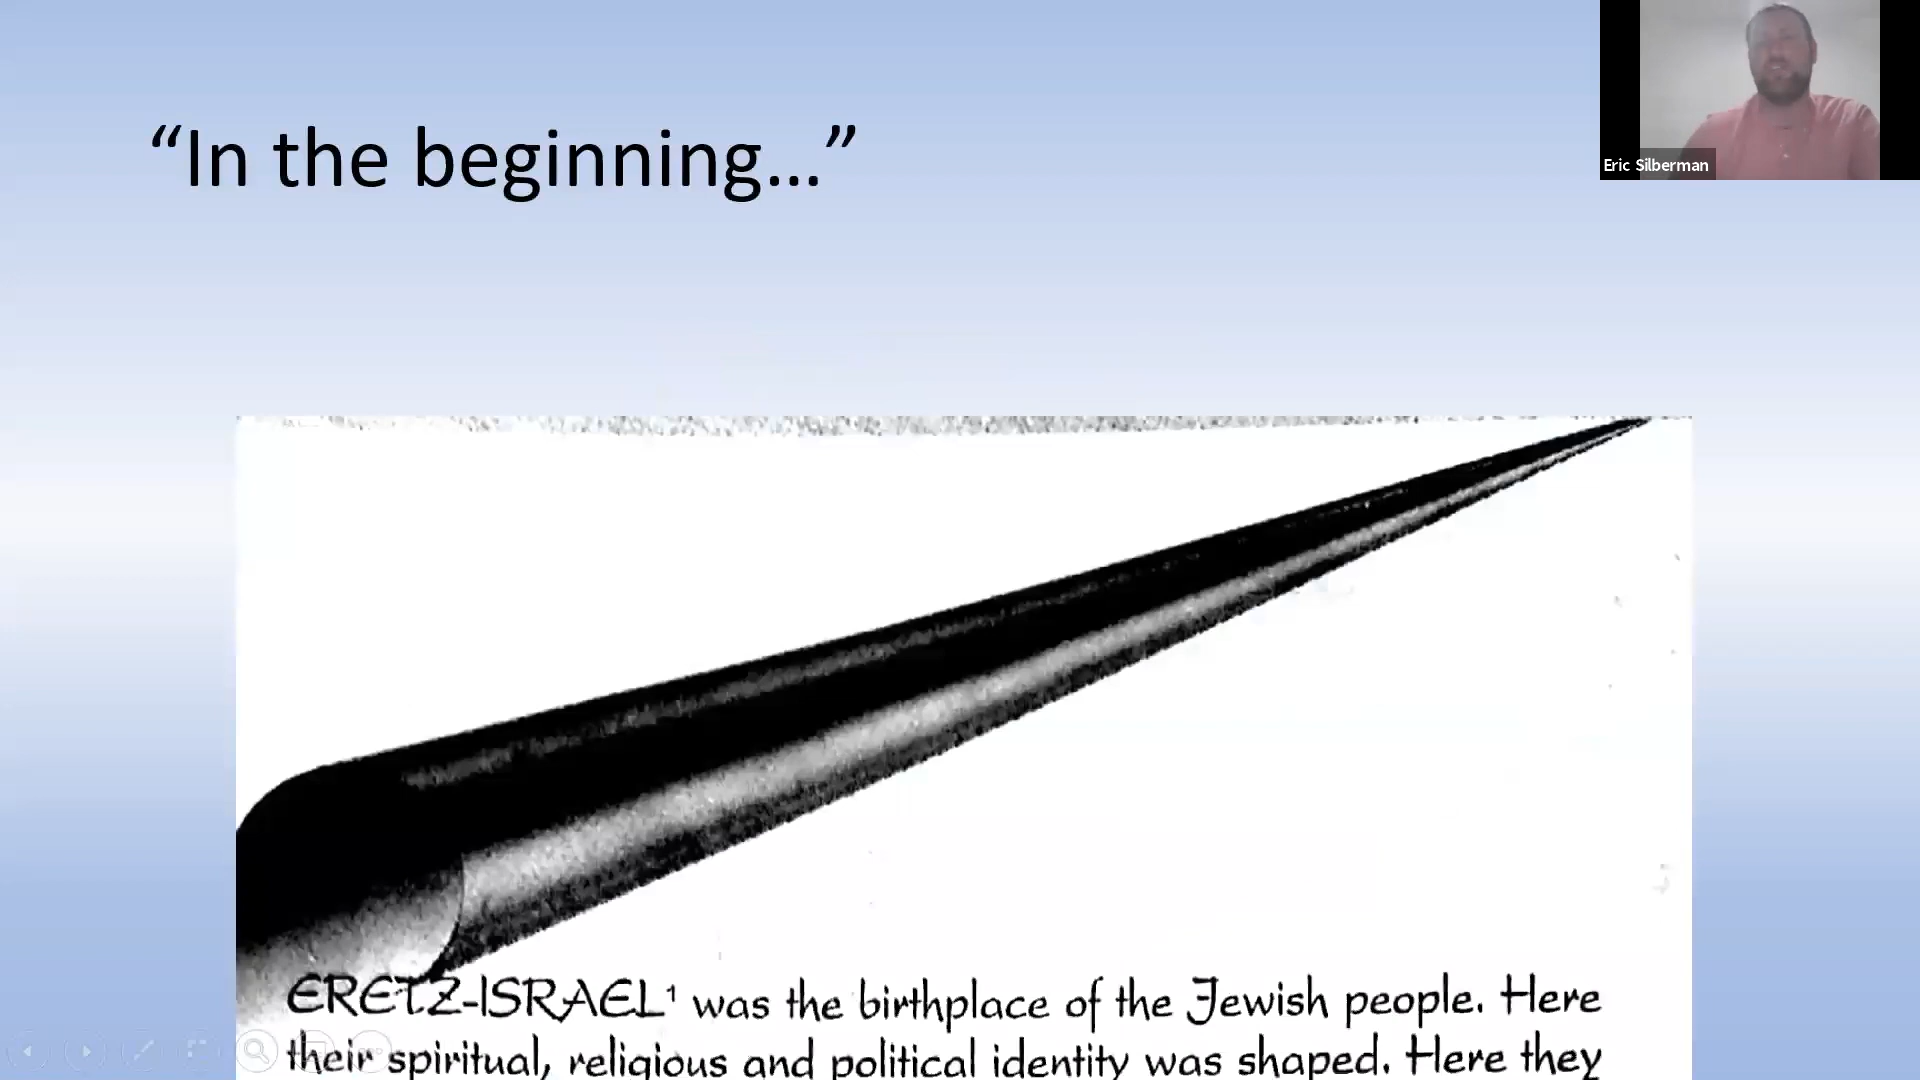 “In the beginning...”
Eric Silberman
ERETZ-ISRAEL¹ was the birthplace of the Jewish people. Here
their spiritual, religious and political identity was shaped. Here they